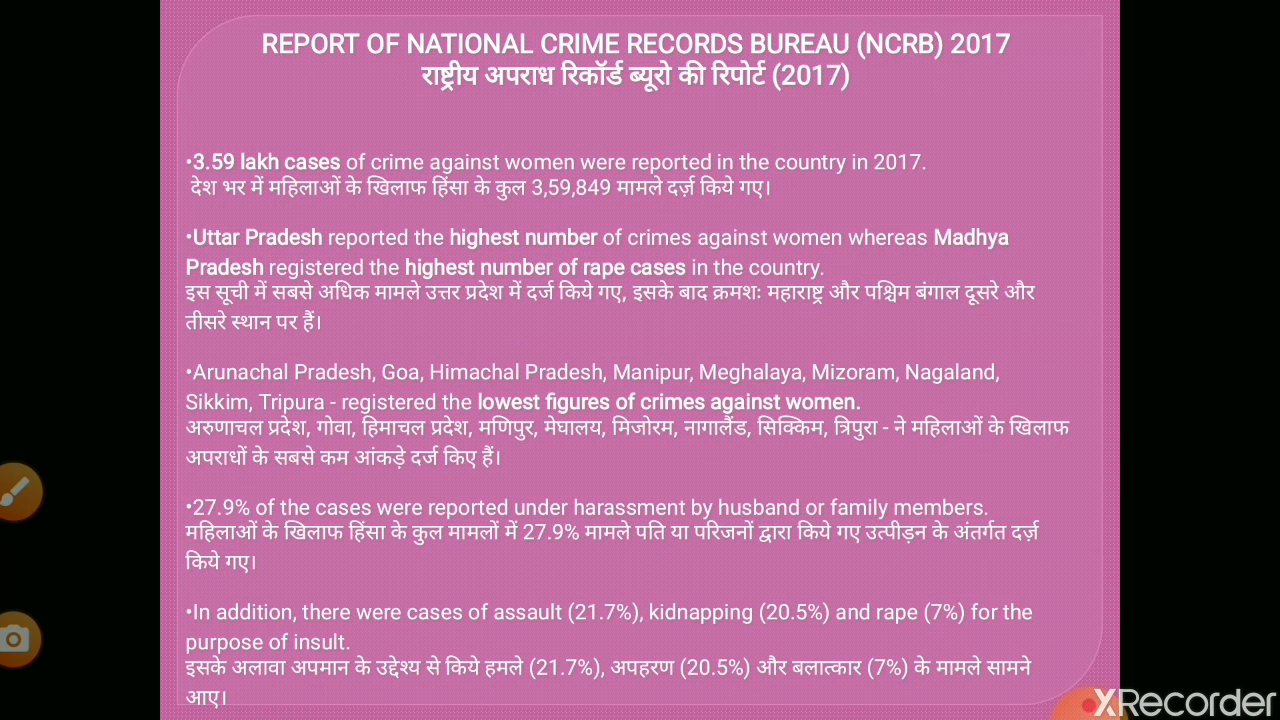 REPORT OF NATIONAL CRIME RECORDS BUREAU (NCRB) 2017
राष्ट्रीय अपराध रिकॉर्ड ब्यूरो की रिपोर्ट (2017)
•3.59 lakh cases of crime against women were reported in the country in 2017.
देश भर में महिलाओं के खिलाफ हिंसा के कुल 3,59,849 मामले दर्ज़ किये गए।
•Uttar Pradesh reported the highest number of crimes against women whereas Madhya
Pradesh registered the highest number of rape cases in the country.
इस सूची में सबसे अधिक मामले उत्तर प्रदेश में दर्ज किये गए, इसके बाद क्रमशः महाराष्ट्र और पश्चिम बंगाल दूसरे और
तीसरे स्थान पर हैं।
•Arunachal Pradesh, Goa, Himachal Pradesh, Manipur, Meghalaya, Mizoram, Nagaland,
Sikkim, Tripura - registered the lowest figures of crimes against women.
अरुणाचल प्रदेश, गोवा, हिमाचल प्रदेश, मणिपुर, मेघालय, मिजोरम, नागालैंड, सिक्किम, त्रिपुरा - ने महिलाओं के खिलाफ
अपराधों के सबसे कम आंकड़े दर्ज किए हैं।
•27.9% of the cases were reported under harassment by husband or family members.
महिलाओं के खिलाफ हिंसा के कुल मामलों में 27.9% मामले पति या परिजनों द्वारा किये गए उत्पीड़न के अंतर्गत दर्ज़
किये गए।
•In addition, there were cases of assault (21.7%), kidnapping (20.5%) and rape (7%) for the
purpose of insult.
इसके अलावा अपमान के उद्देश्य से किये हमले (21.7%), अपहरण (20.5%) और बलात्कार (7%) के मामले सामने
आए।
XRecorder